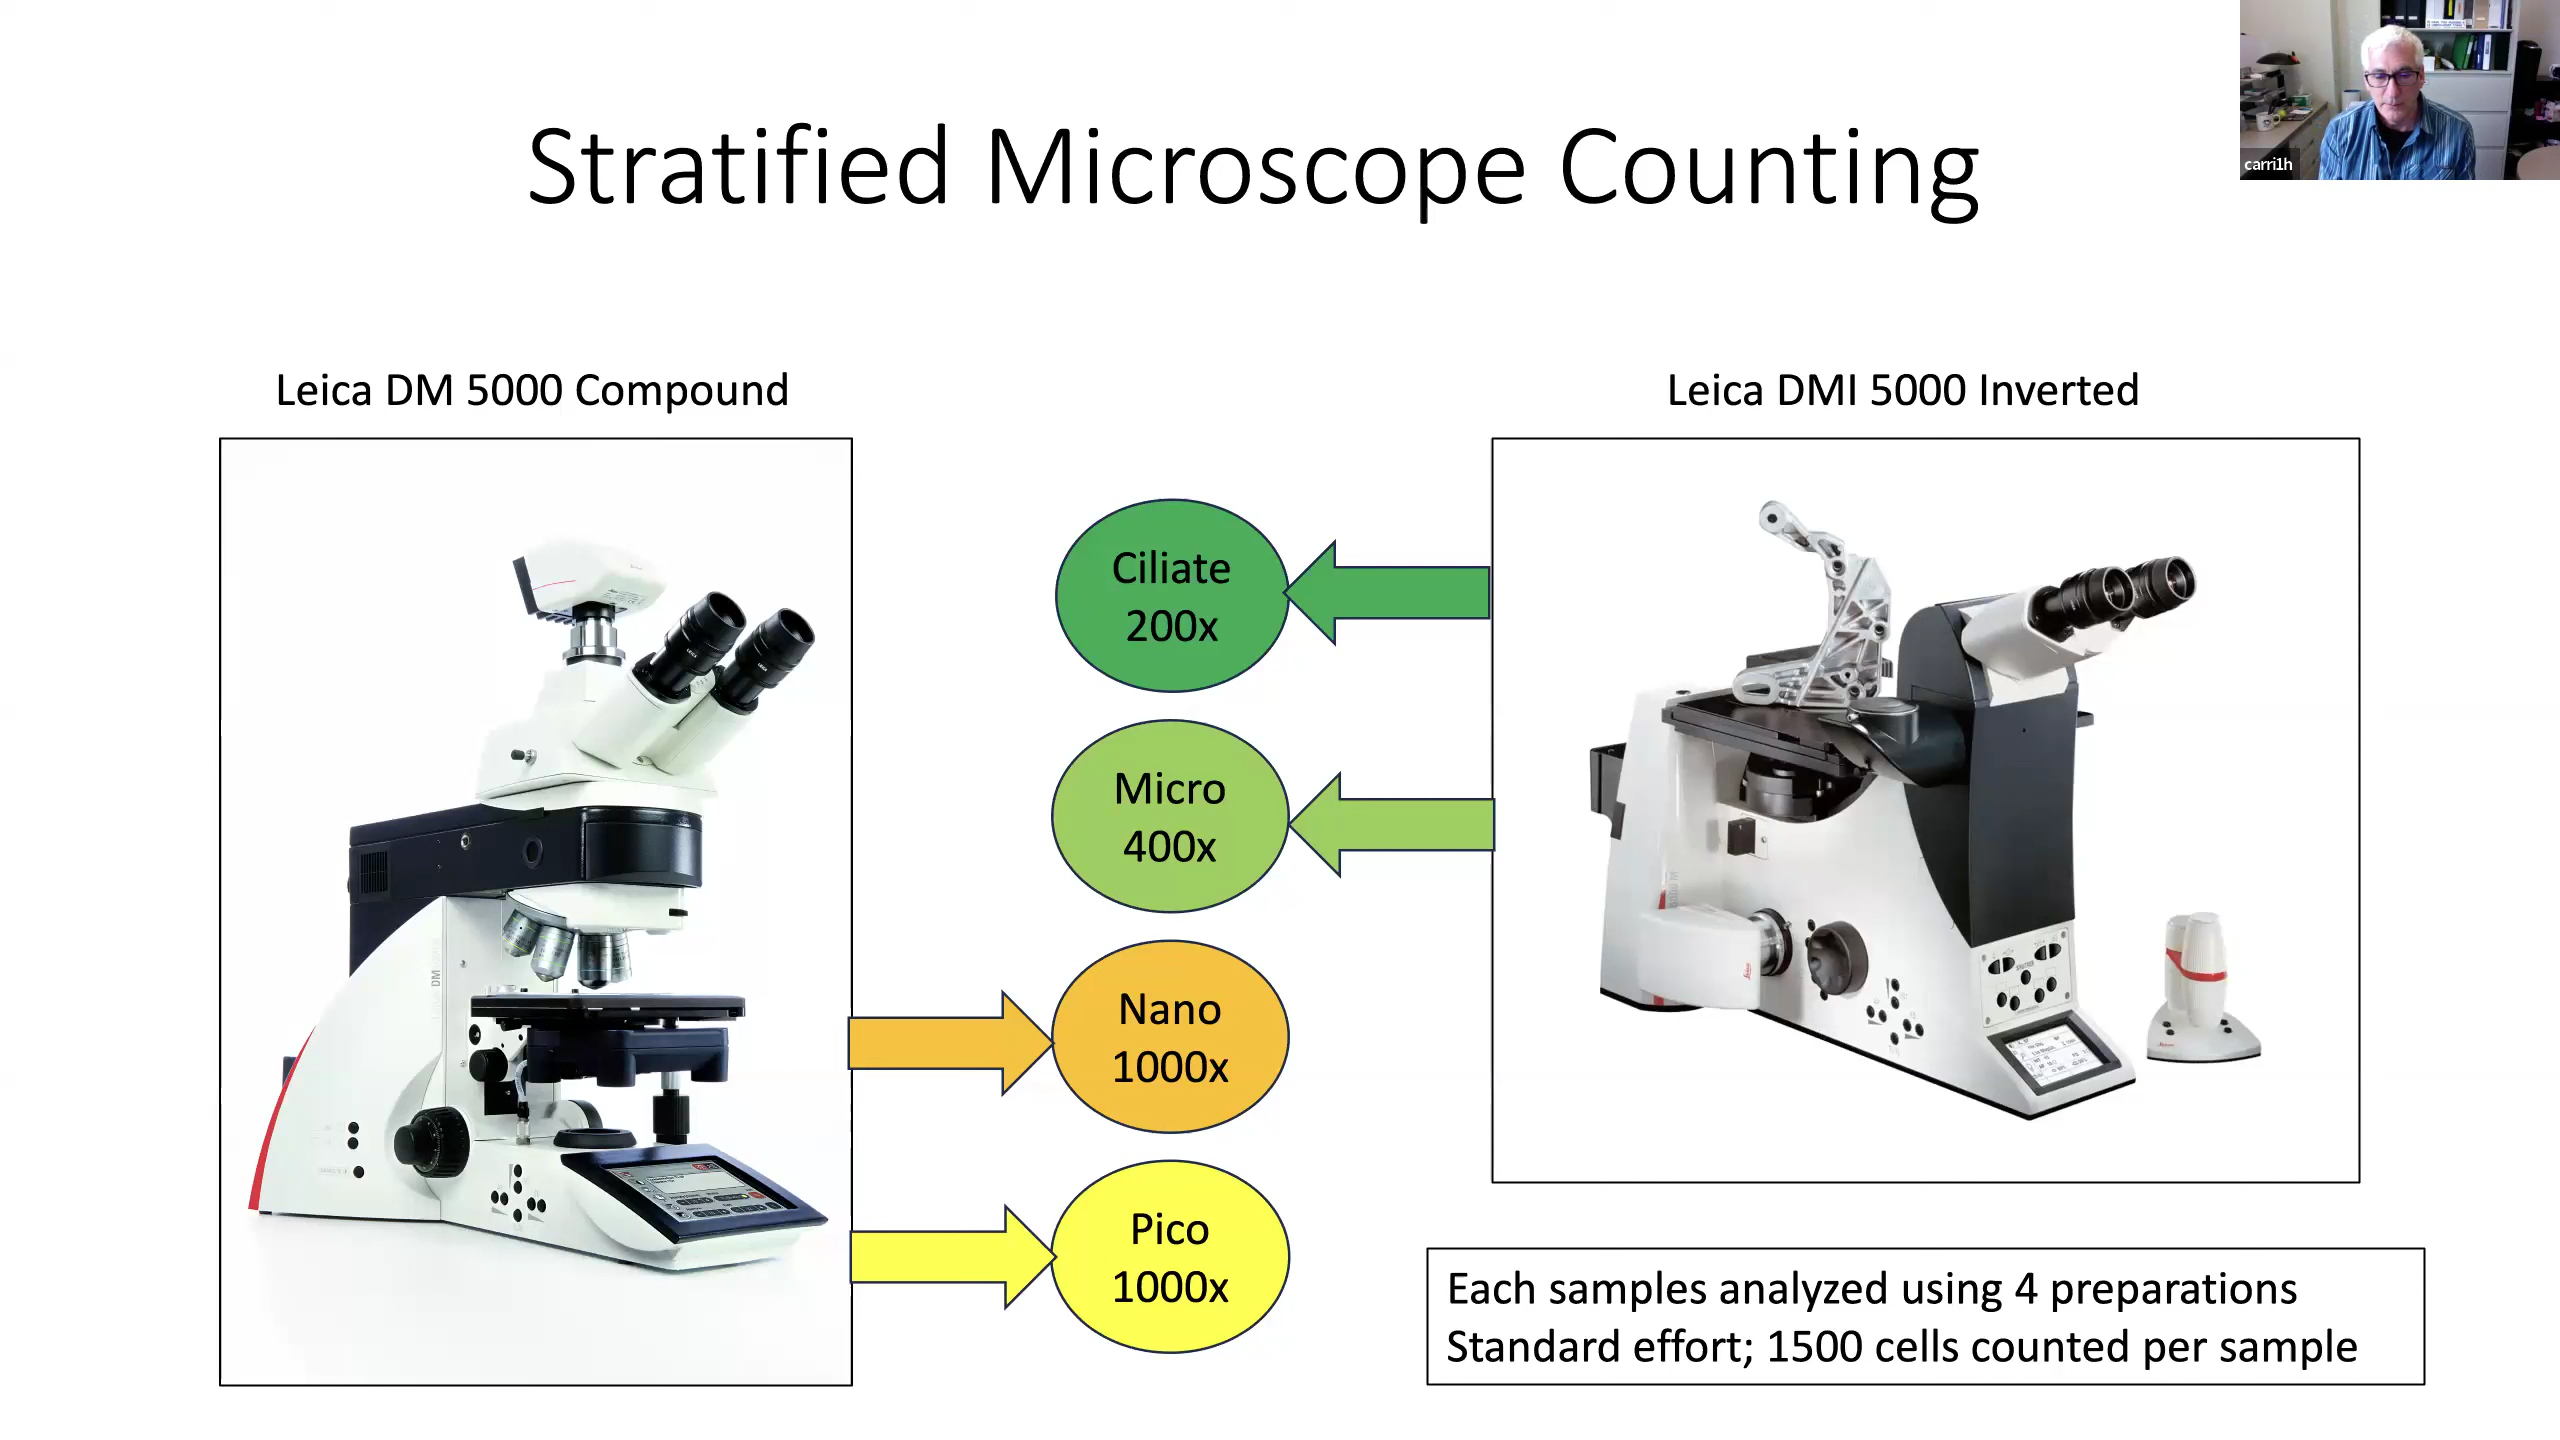 Stratified Microscope Counting
carri1h
Leica DM 5000 Compound
Leica DMI 5000 Inverted
Ciliate
200x
Micro
400x
Nano
1000x
Pico
1000x
DM
Each samples analyzed using 4 preparations
Standard effort; 1500 cells counted per sample